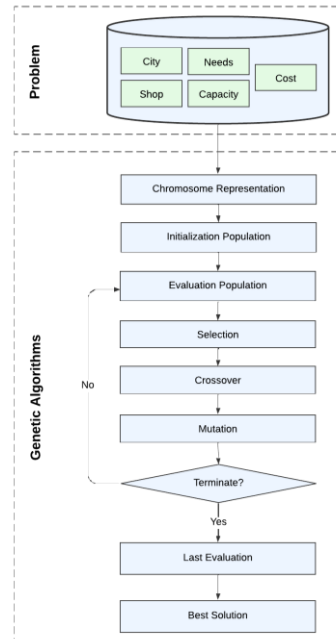 Problem
City
Needs
Cost
Shop
Capacity
Genetic Algorithms
Chromosome Representation
Initialization Population
Evaluation Population
Selection
Crossover
No
Mutation
Terminate?
Yes
Last Evaluation
Best Solution